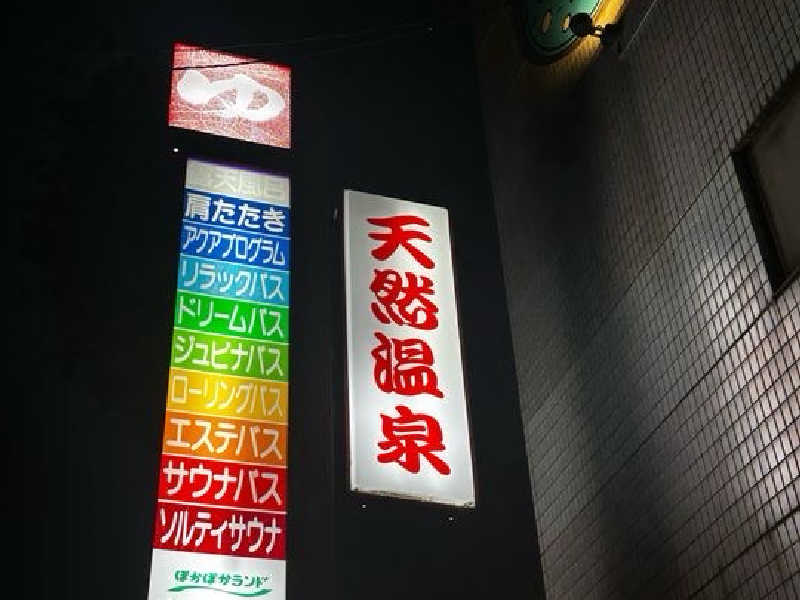 ゆ
露天風呂
肩たたき
アクアプログラム
リラックバス
ドリームバス
ジュピナバス
ローリングバス
エステバス
サウナバス
ソルティサウナ
ぽかぽかランド
天然温泉